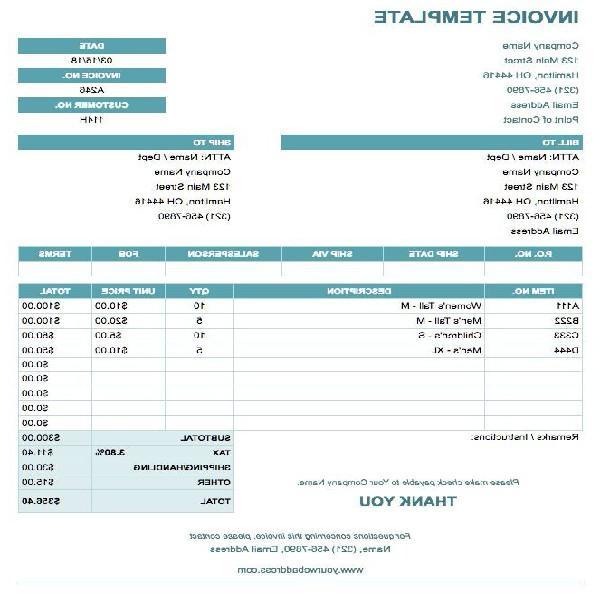 INVOICE TEMPLATE
Company Name
123 Main Street
Hamilton, OH 44416
(321) 456-7890
Email Address
Point of Contact
DATE
03/15/18
INVOICE NO.
A246
CUSTOMER NO.
114H
BILL TO
ATTN: Name / Dept
Company Name
123 Main Street
Hamilton, OH 44416
(321) 456-7890
Email Address
SHIP TO
ATTN: Name / Dept
Company Name
123 Main Street
Hamilton, OH 44416
(321) 456-7890
P.O. NO. SHIP DATE SHIP VIA SALESPERSON FOB TERMS
ITEM NO. DESCRIPTION QTY UNIT PRICE TOTAL
A111 Women's Tall - M 10 $10.00 $100.00
B222 Men's Tall - M 5 $20.00 $100.00
C333 Children's - S 10 $5.00 $50.00
D444 Men's - XL 5 $10.00 $50.00
$0.00
$0.00
$0.00
$0.00
$0.00
Remarks / Instructions:
SUBTOTAL $300.00
TAX 3.80% $11.40
SHIPPING/HANDLING $30.00
OTHER $15.00
TOTAL $356.40
Please make check payable to Your Company Name.
THANK YOU
For questions concerning this invoice, please contact
Name, (321) 456-7890, Email Address
www.yourwebaddress.com